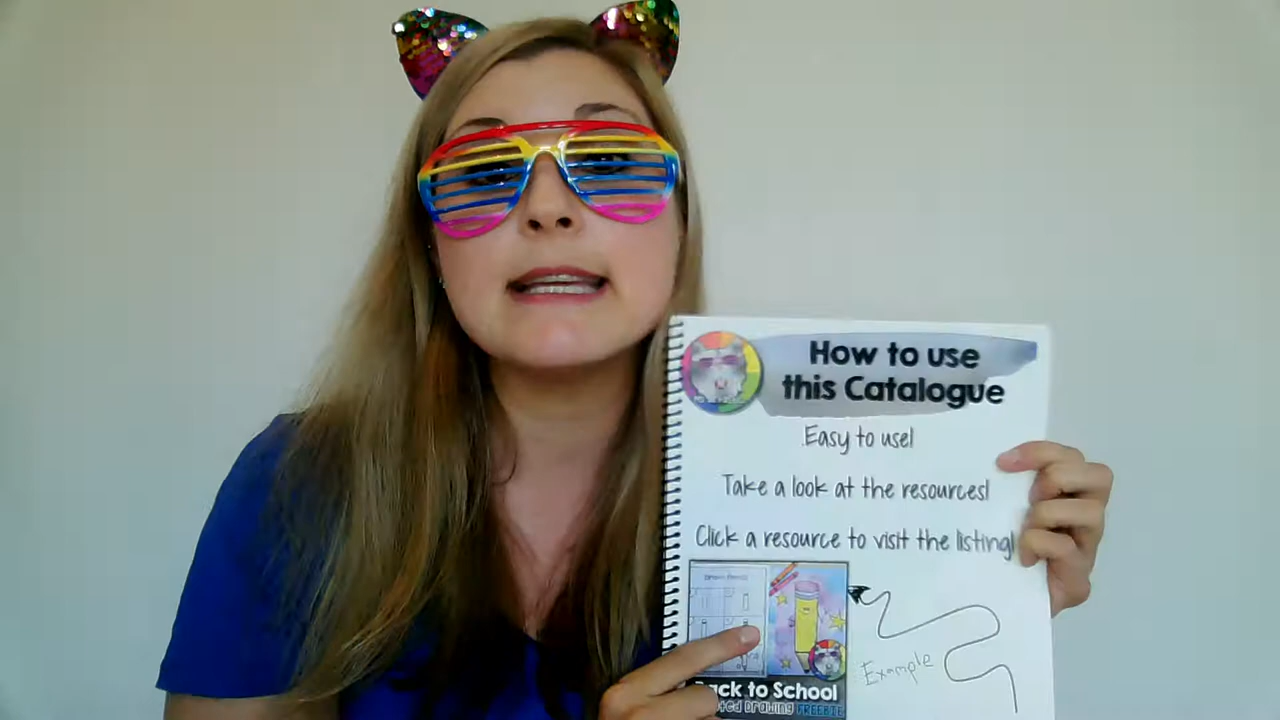 How to use
this Catalogue
Easy to use!
Take a look at the resources!
Click a resource to visit the listing!
Example
Back to School
Drawing FREEBIE